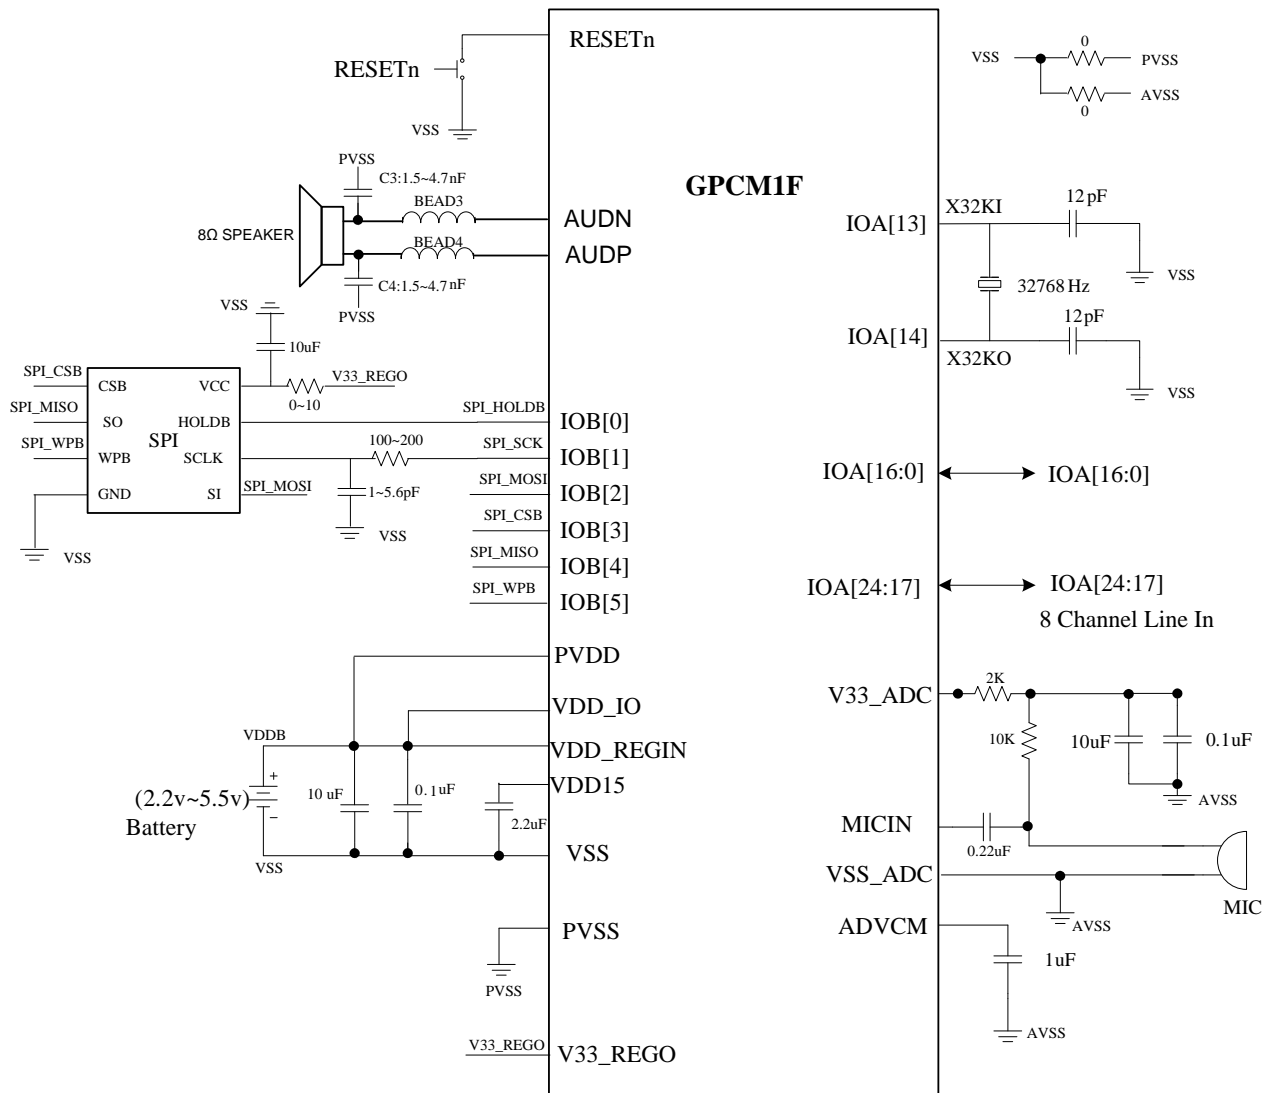 RESETn
RESETn
VSS
GPCM1F
VSS
0
PVSS
AVSS
0
PVSS
C3:1.5~4.7nF
BEAD3
AUDN
8Ω SPEAKER
BEAD4
AUDP
C4:1.5~4.7nF
PVSS
IOA[13]
X32KI
12pF
VSS
32768Hz
IOA[14]
X32KO
12pF
VSS
VSS
10uF
SPI_CSB
CSB
VCC
V33_REGO
0~10
SPI_MISO
SO
HOLDB
SPI_HOLDB
IOB[0]
SPI
SPI_WPB
WPB
SCLK
100~200
SPI_SCK
IOB[1]
GND
SI
SPI_MOSI
1~5.6pF
SPI_MOSI
IOB[2]
VSS
VSS
SPI_CSB
IOB[3]
SPI_MISO
IOB[4]
SPI_WPB
IOB[5]
IOA[16:0]
IOA[16:0]
IOA[24:17]
IOA[24:17]
8 Channel Line In
PVDD
VDD_IO
VDDB
VDD_REGIN
VDD15
(2.2v~5.5v)
Battery
+
−
10 uF
0.1uF
2.2uF
VSS
VSS
PVSS
PVSS
V33_REGO
V33_REGO
V33_ADC
2K
10K
10uF
0.1uF
AVSS
MICIN
0.22uF
VSS_ADC
AVSS
MIC
ADVCM
1uF
AVSS